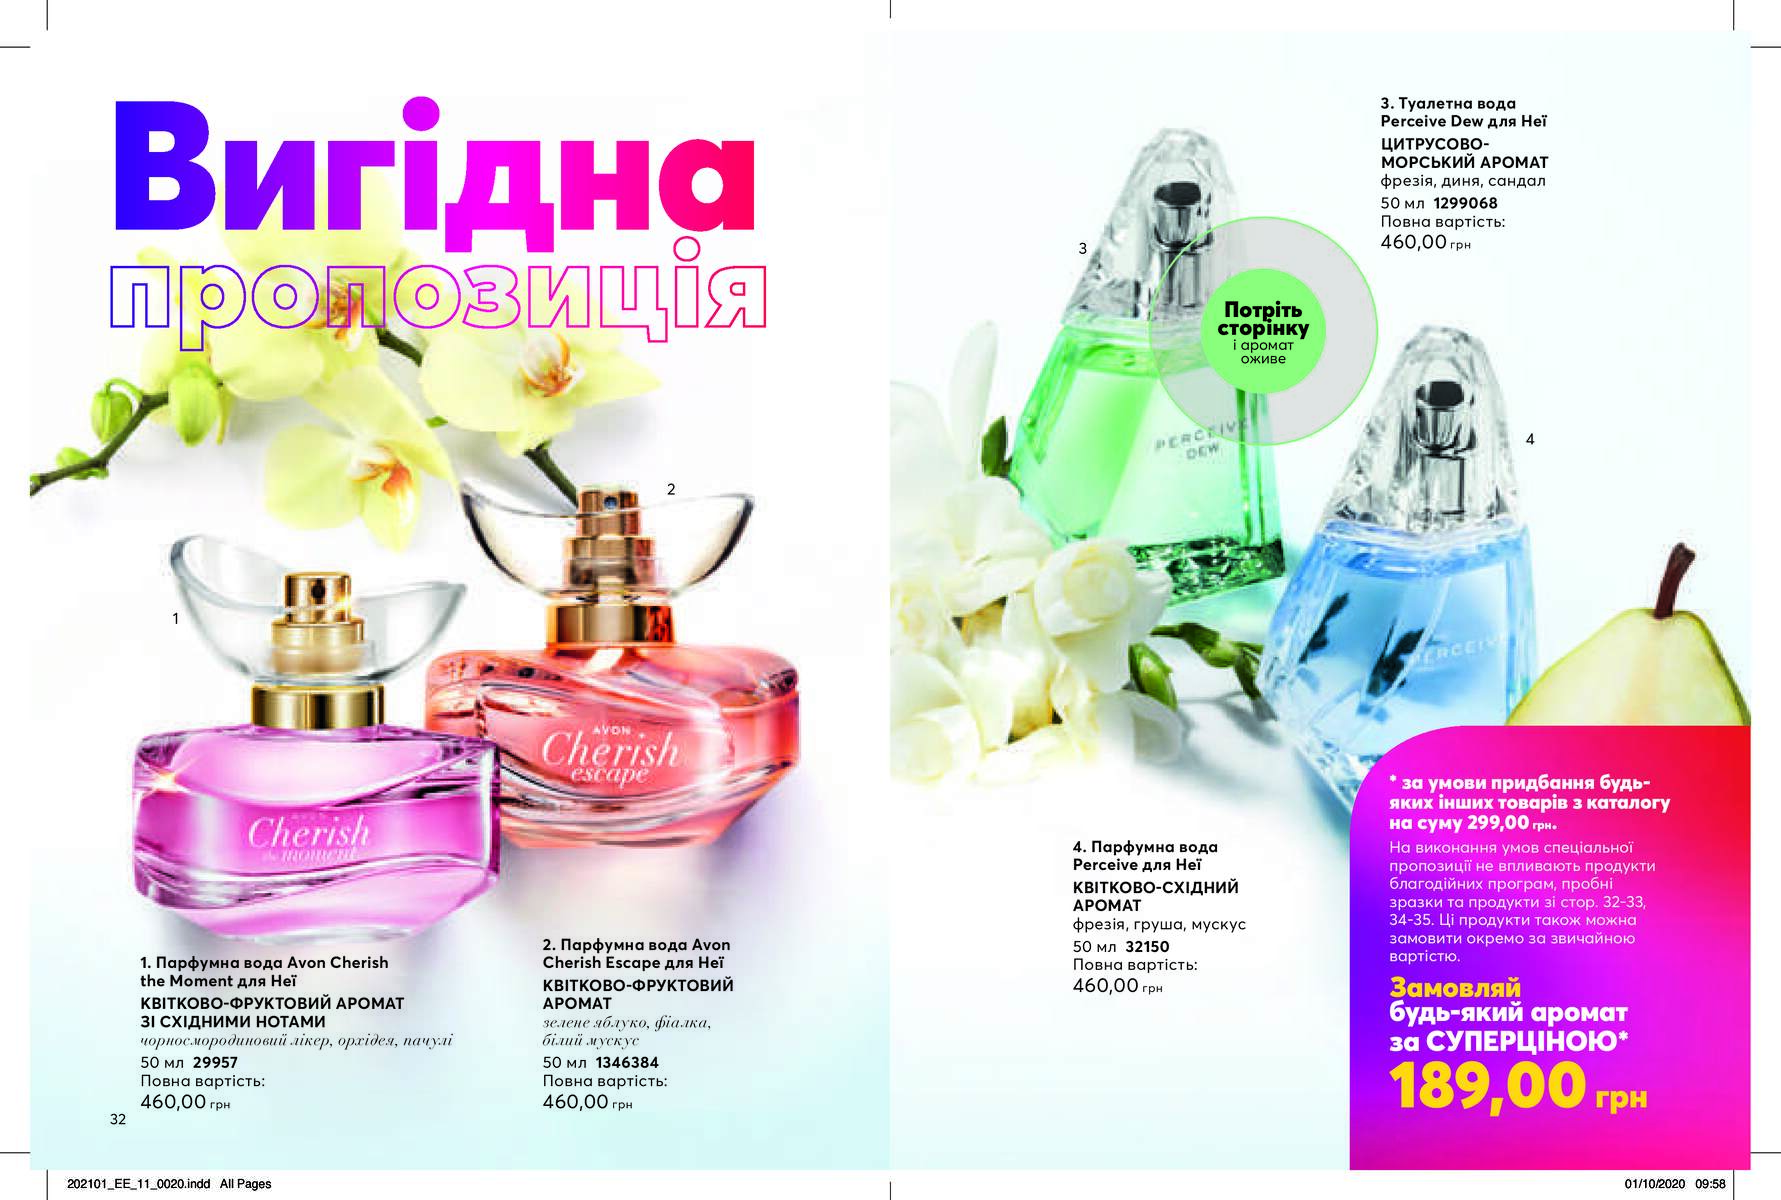 Вигідна
пропозиція
1
2
AVON
Cherish
escape
Cherish
the moment
1. Парфумна вода Avon Cherish
the Moment для Неї
КВІТКОВО-ФРУКТОВИЙ АРОМАТ
ЗІ СХІДНИМИ НОТАМИ
чорносмородиновий лікер, орхідея, пачулі
50 мл 29957
Повна вартість:
460,00 грн
2. Парфумна вода Avon
Cherish Escape для Неї
КВІТКОВО-ФРУКТОВИЙ
АРОМАТ
зелене яблуко, фіалка,
білий мускус
50 мл 1346384
Повна вартість:
460,00 грн
32
3. Туалетна вода
Perceive Dew для Неї
ЦИТРУСОВО-
МОРСЬКИЙ АРОМАТ
фрезія, диня, сандал
50 мл 1299068
Повна вартість:
460,00 грн
3
Потріть
сторінку
і аромат
оживе
PERCEIVE
DEW
4
PERCEIVE
4. Парфумна вода
Perceive для Неї
КВІТКОВО-СХІДНИЙ
АРОМАТ
фрезія, груша, мускус
50 мл 32150
Повна вартість:
460,00 грн
* за умови придбання будь-
яких інших товарів з каталогу
на суму 299,00 грн.
На виконання умов спеціальної
пропозиції не впливають продукти
благодійних програм, пробні
зразки та продукти зі стор. 32-33,
34-35. Ці продукти також можна
замовити окремо за звичайною
вартістю.
Замовляй
будь-який аромат
за СУПЕРЦІНОЮ*
189,00 грн
202101_EE_11_0020.indd All Pages
01/10/2020 09:58